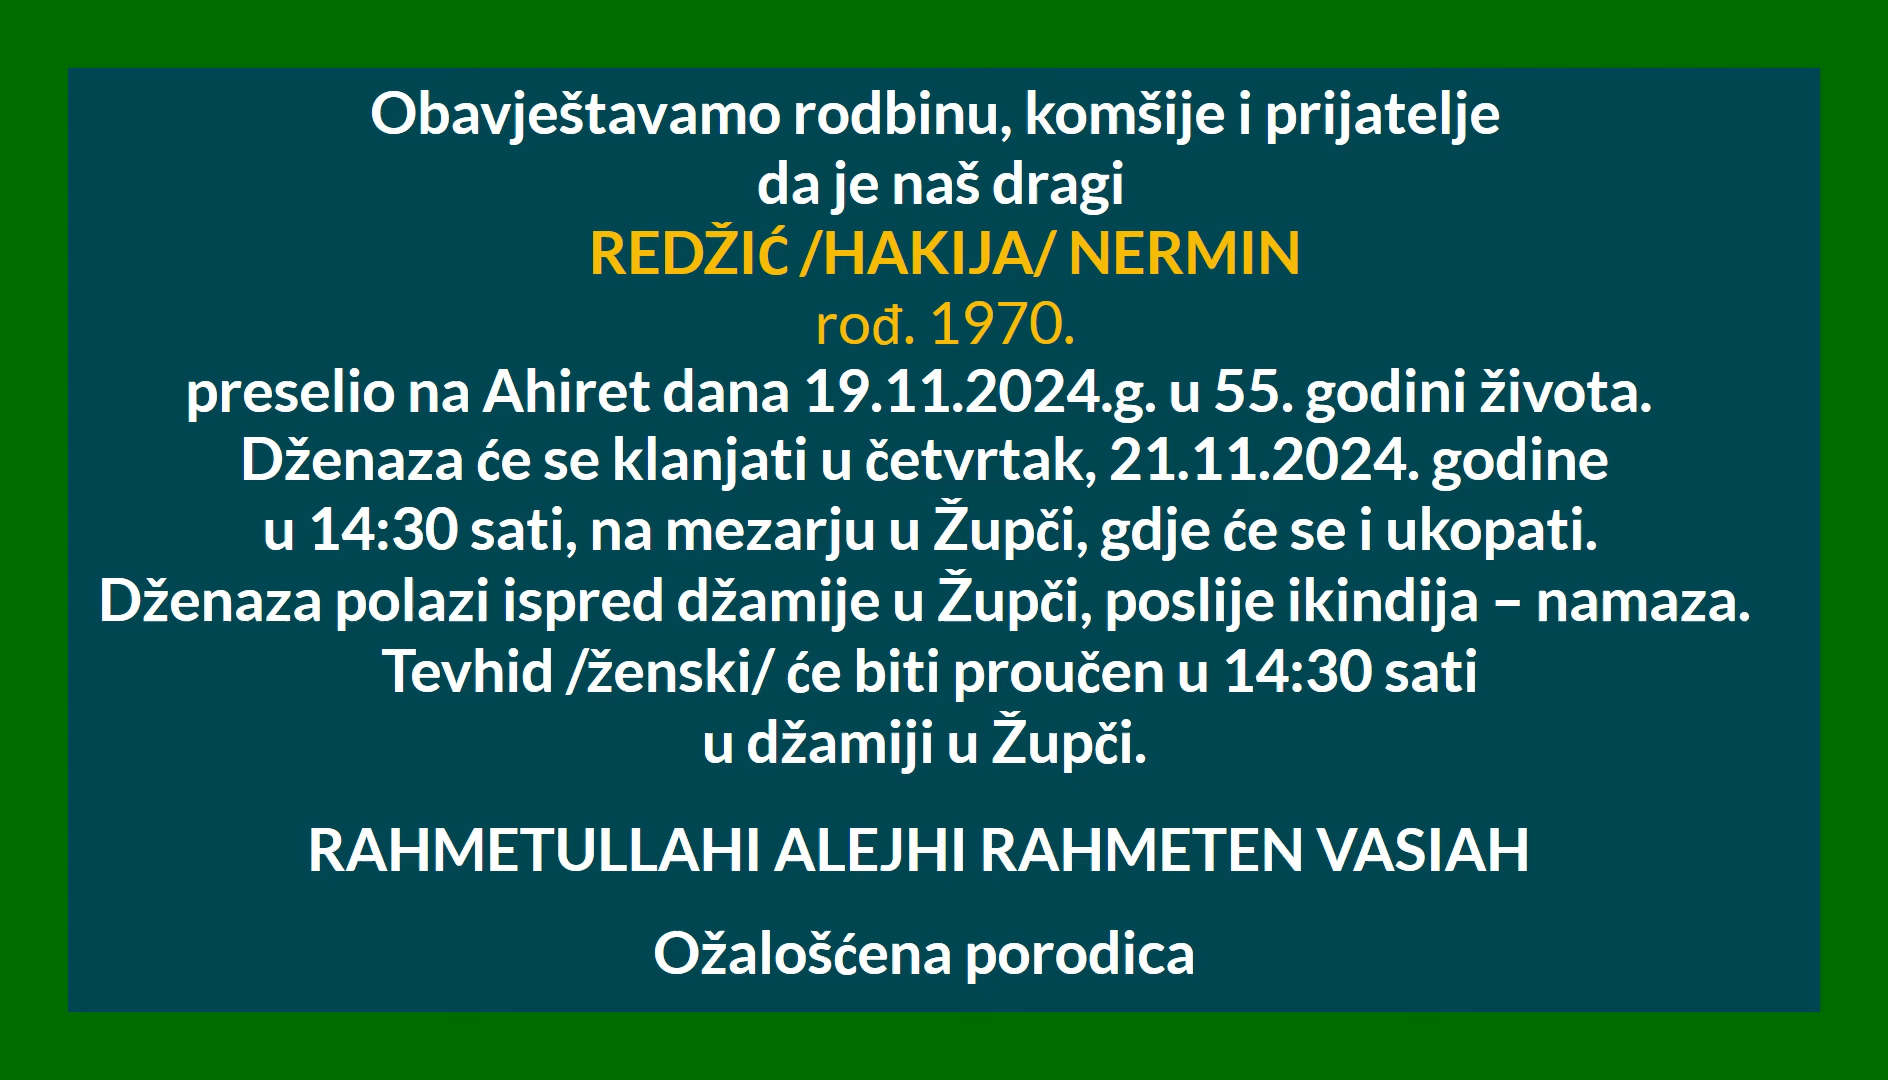 Obavještavamo rodbinu, komšije i prijatelje
da je naš dragi
REDŽIĆ /HAKIJA/ NERMIN
rođ. 1970.
preselio na Ahiret dana 19.11.2024.g. u 55. godini života.
Dženaza će se klanjati u četvrtak, 21.11.2024. godine
u 14:30 sati, na mezarju u Župči, gdje će se i ukopati.
Dženaza polazi ispred džamije u Župči, poslije ikindija – namaza.
Tevhid /ženski/ će biti proučen u 14:30 sati
u džamiji u Župči.
RAHMETULLAHI ALEJHI RAHMETEN VASIAH
Ožalošćena porodica